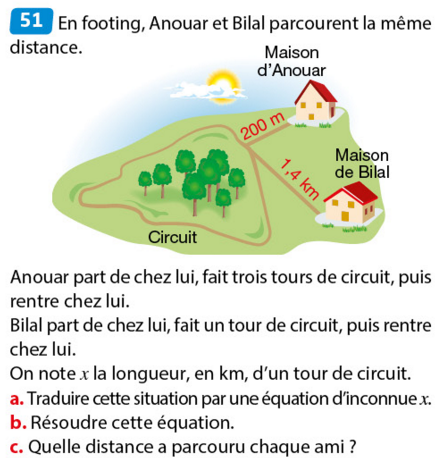 51 En footing, Anouar et Bilal parcourent la même
distance.
Maison
d'Anouar
200 m
1,4 km
Maison
de Bilal
Circuit
Anouar part de chez lui, fait trois tours de circuit, puis
rentre chez lui.
Bilal part de chez lui, fait un tour de circuit, puis rentre
chez lui.
On note x la longueur, en km, d'un tour de circuit.
a. Traduire cette situation par une équation d'inconnue x.
b. Résoudre cette équation.
c. Quelle distance a parcouru chaque ami ?